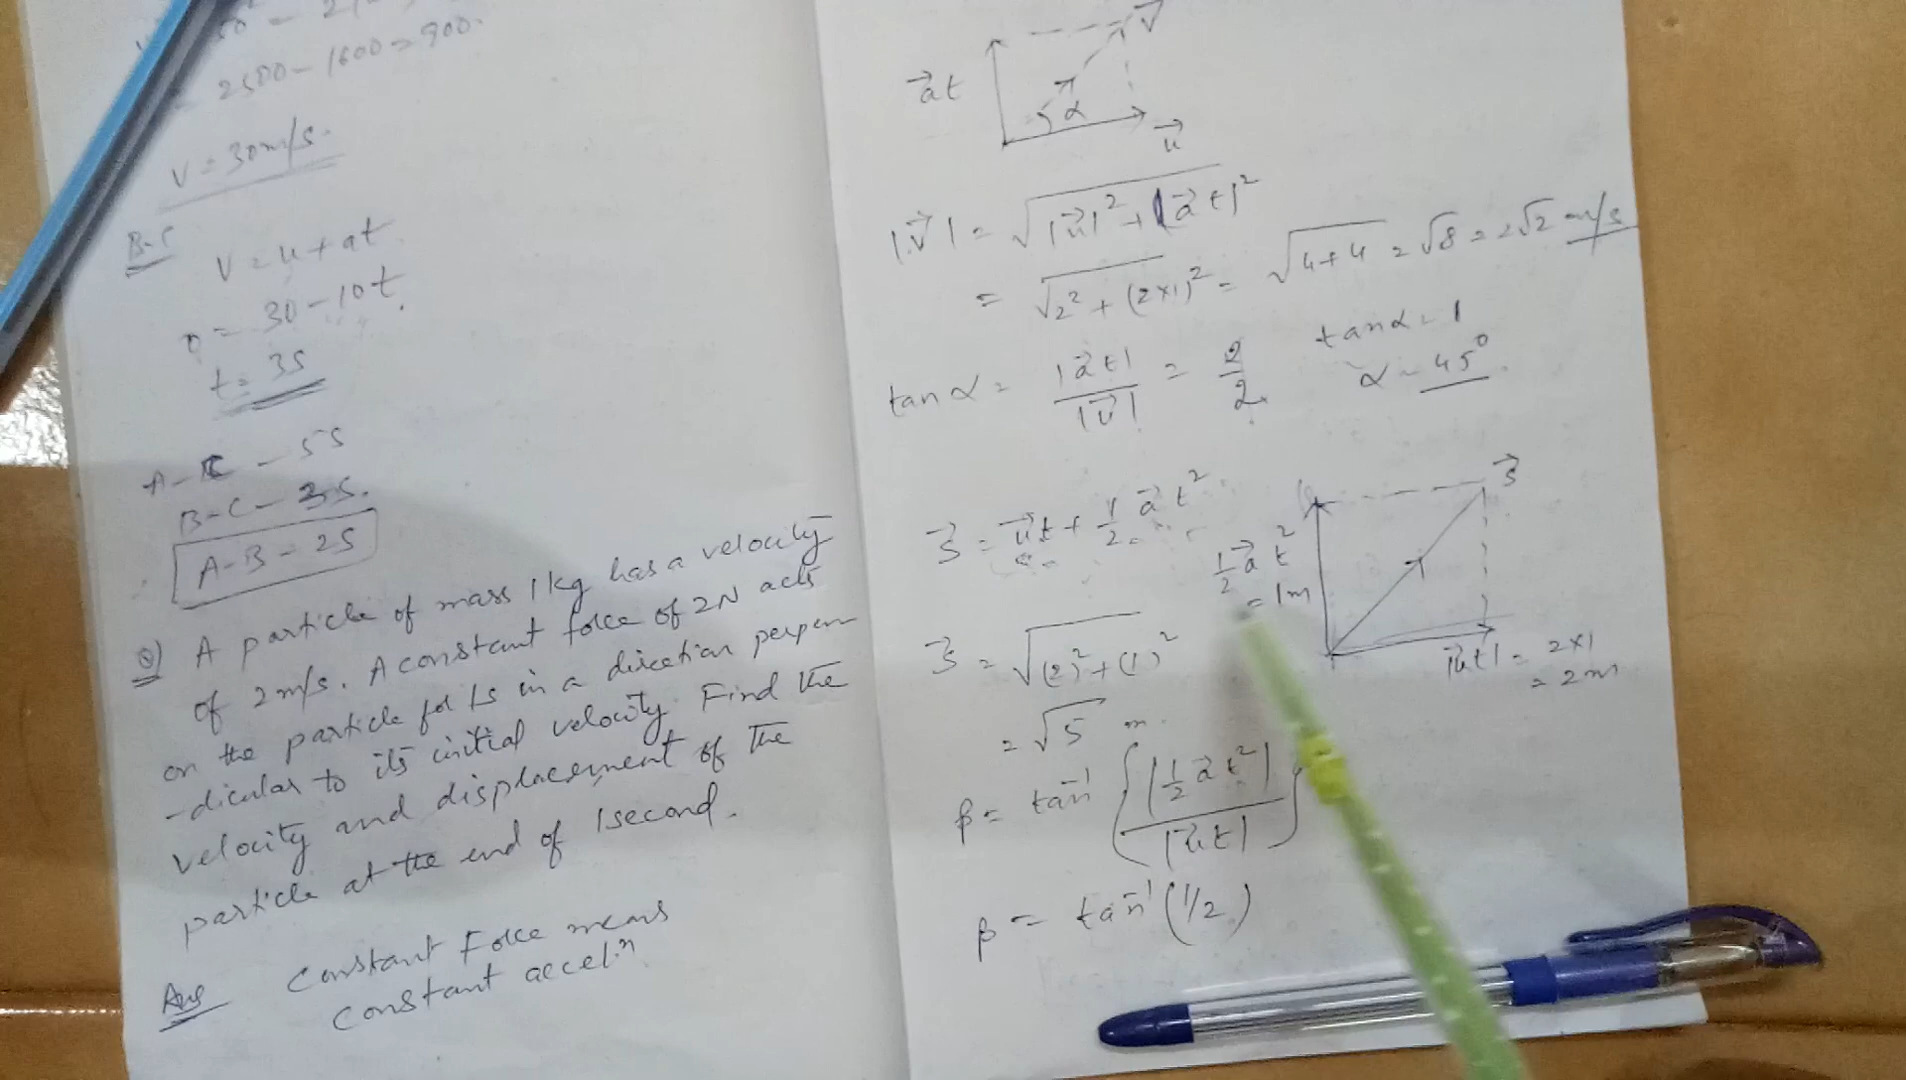 2500 - 1600 = 900.
V = 30m/s.
B-C
V = u + at
0 = 30 - 10t.
t = 3s
A-C - 5s
B-C - 3s.
A-B = 2s
Q) A particle of mass 1kg has a velocity
of 2m/s. A constant force of 2N acts
on the particle for 1s in a direction perpen
-dicular to its initial velocity. Find the
velocity and displacement of the
particle at the end of 1second.
Ans Constant Force means
constant acceln
v⃗
a⃗t
α
u⃗
|v⃗| = √|u⃗|² + |a⃗t|²
= √2² + (2×1)² = √4+4 = √8 = 2√2 m/s
tan α = |a⃗t| / |u⃗| = 2/2
tan α = 1
α = 45°
s⃗ = u⃗t + 1/2 a⃗t²
s⃗
1/2 a⃗t²
= 1m
|u⃗t| = 2×1
= 2m
s⃗ = √(2)² + (1)²
= √5 m.
β = tan⁻¹ { |1/2 a⃗t²| / |u⃗t| }
β = tan⁻¹ (1/2)